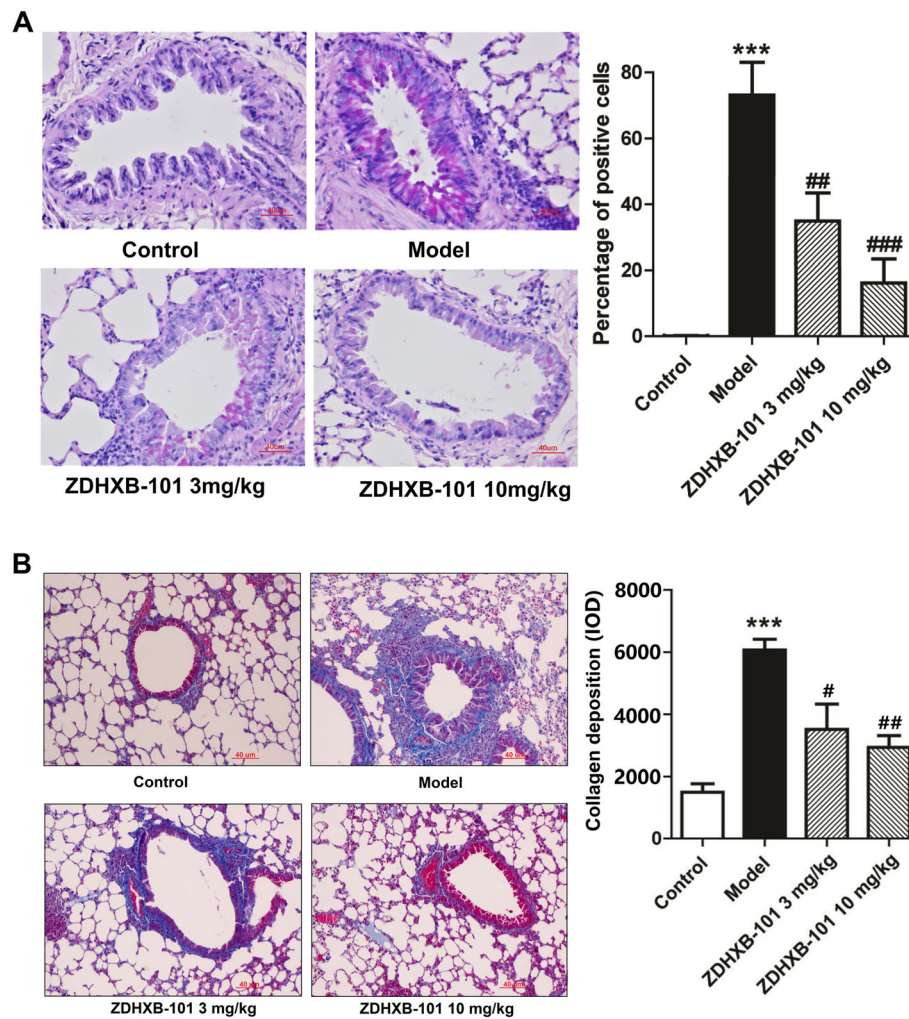 A
40um
40um
Control
Model
40um
40um
ZDHXB-101 3mg/kg
ZDHXB-101 10mg/kg
Percentage of positive cells
80
60
40
20
0
***
##
###
Control
Model
ZDHXB-101 3 mg/kg
ZDHXB-101 10 mg/kg
B
40 um
40 um
Control
Model
40 um
40 um
ZDHXB-101 3 mg/kg
ZDHXB-101 10 mg/kg
Collagen deposition (IOD)
8000
6000
4000
2000
0
***
#
##
Control
Model
ZDHXB-101 3 mg/kg
ZDHXB-101 10 mg/kg